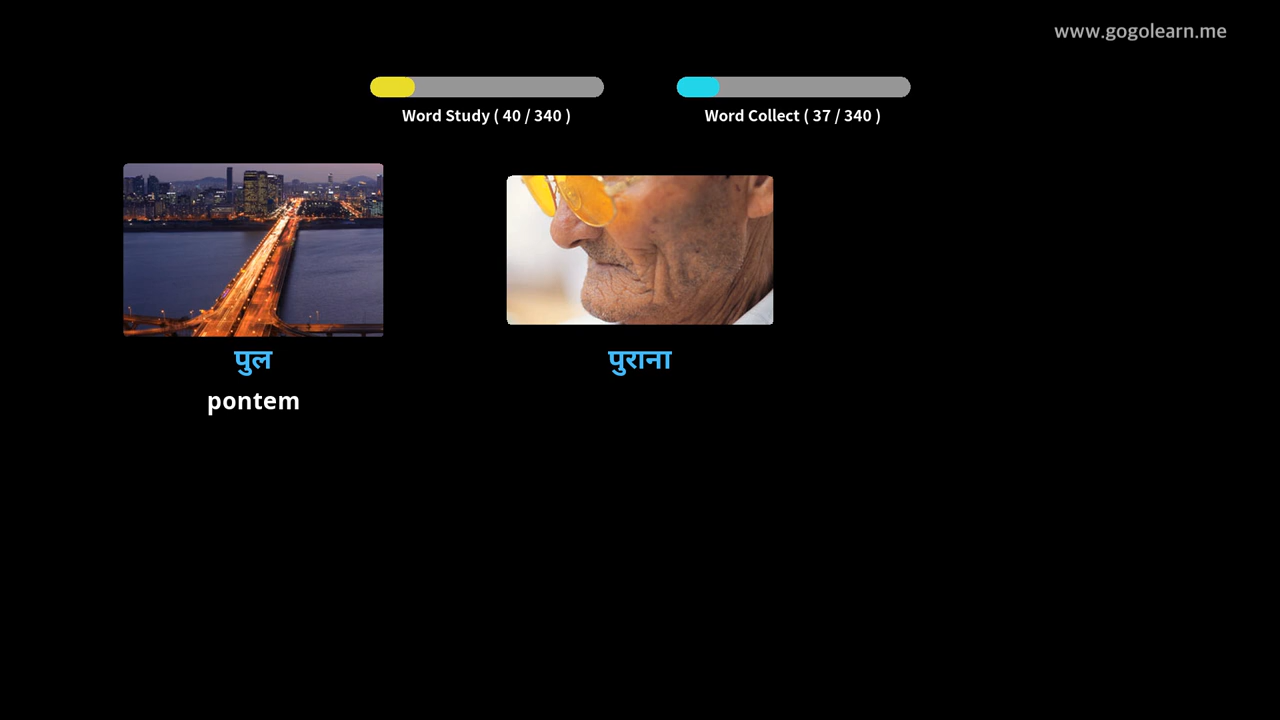 www.gogolearn.me
Word Study ( 40 / 340 )
Word Collect ( 37 / 340 )
पुल
पुराना
pontem